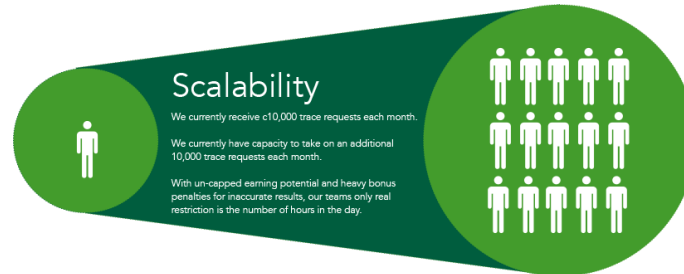 Scalability
We currently receive c10,000 trace requests each month.
We currently have capacity to take on an additional
10,000 trace requests each month.
With un-capped earning potential and heavy bonus
penalties for inaccurate results, our teams only real
restriction is the number of hours in the day.